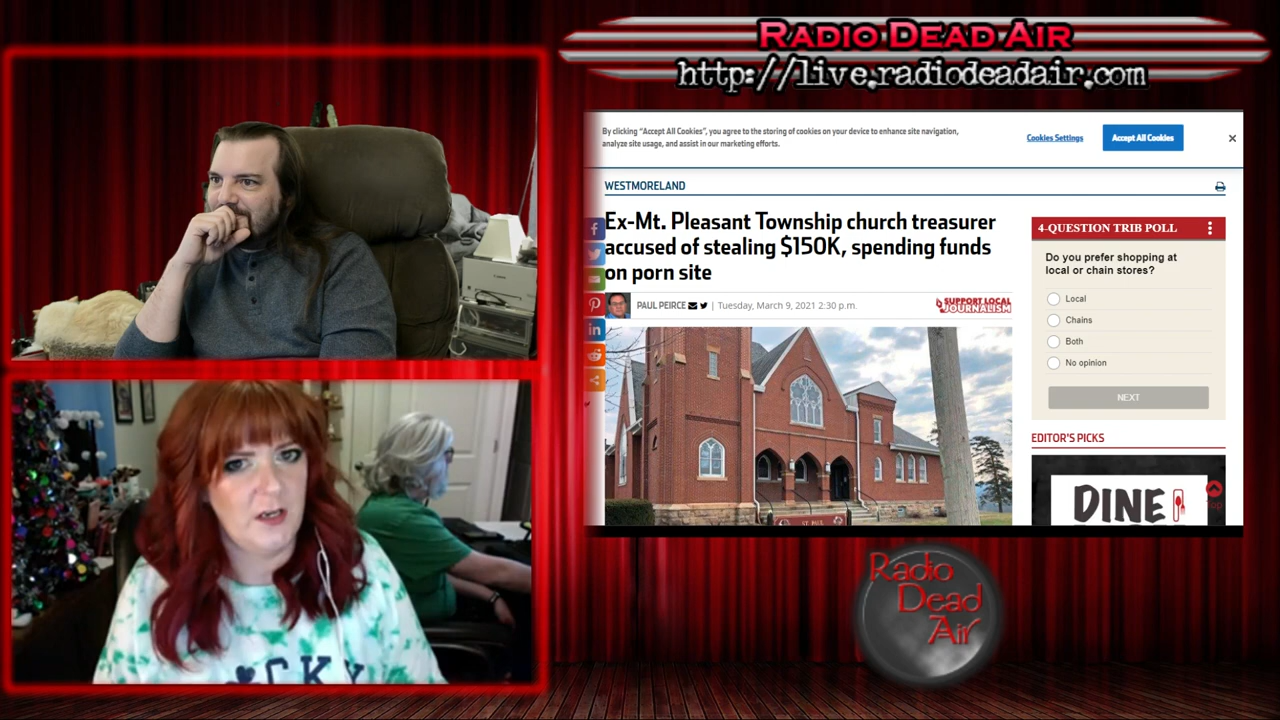 RADIO DEAD AIR
http://live.radiodeadair.com
By clicking “Accept All Cookies”, you agree to the storing of cookies on your device to enhance site navigation,
analyze site usage, and assist in our marketing efforts.
Cookies Settings
Accept All Cookies
WESTMORELAND
Ex-Mt. Pleasant Township church treasurer
accused of stealing $150K, spending funds
on porn site
PAUL PEIRCE | Tuesday, March 9, 2021 2:30 p.m.
SUPPORT LOCAL
JOURNALISM
ST. PAUL
4-QUESTION TRIB POLL
Do you prefer shopping at
local or chain stores?
Local
Chains
Both
No opinion
NEXT
EDITOR'S PICKS
DINE
Top
Radio
Dead
Air
CKY